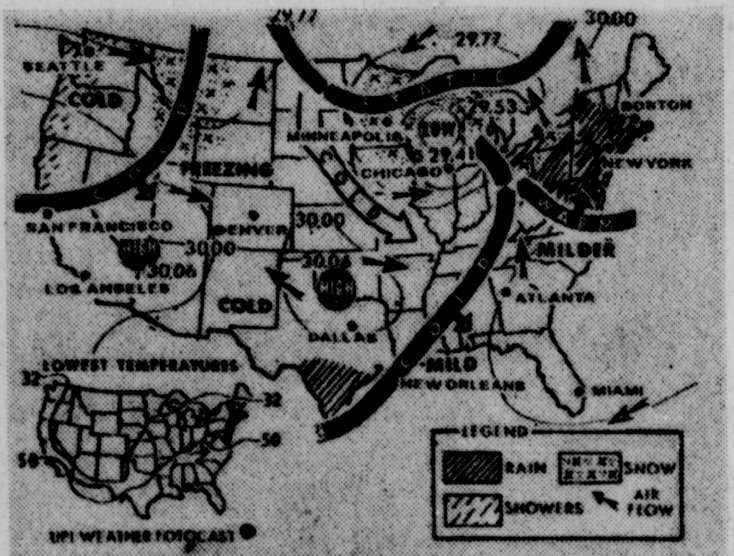 29.77
30.00
29.77
SEATTLE
COLD
29.53
BOSTON
MINNEAPOLIS
LOW
29.41
NEW YORK
FREEZING
CHICAGO
COLD
WARM
SAN FRANCISCO
DENVER
30.00
30.00
HIGH
MILDER
30.06
30.06
HIGH
LOS ANGELES
COLD
COLD
ATLANTA
DALLAS
LOWEST TEMPERATURES
MILD
NEW ORLEANS
MIAMI
32
32
50
50
LEGEND
RAIN
SNOW
SHOWERS
AIR
FLOW
UPI WEATHER FOTOCAST